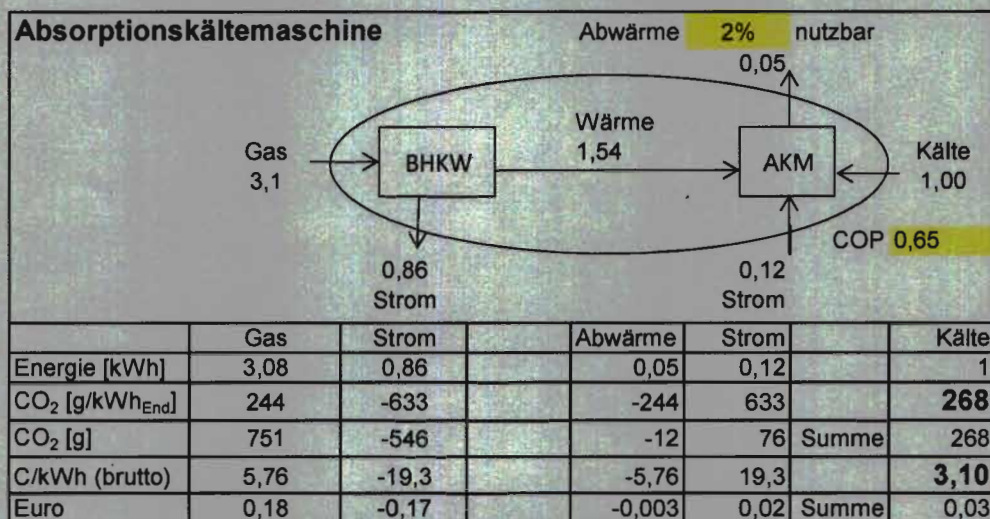 Absorptionskältemaschine
Abwärme 2% nutzbar
0,05
Wärme
1,54
Gas
3,1
BHKW
AKM
Kälte
1,00
COP 0,65
0,86
Strom
0,12
Strom
Gas Strom Abwärme Strom Kälte
Energie [kWh] 3,08 0,86 0,05 0,12 1
CO₂ [g/kWhEnd] 244 -633 -244 633 268
CO₂ [g] 751 -546 -12 76 Summe 268
C/kWh (brutto) 5,76 -19,3 -5,76 19,3 3,10
Euro 0,18 -0,17 -0,003 0,02 Summe 0,03